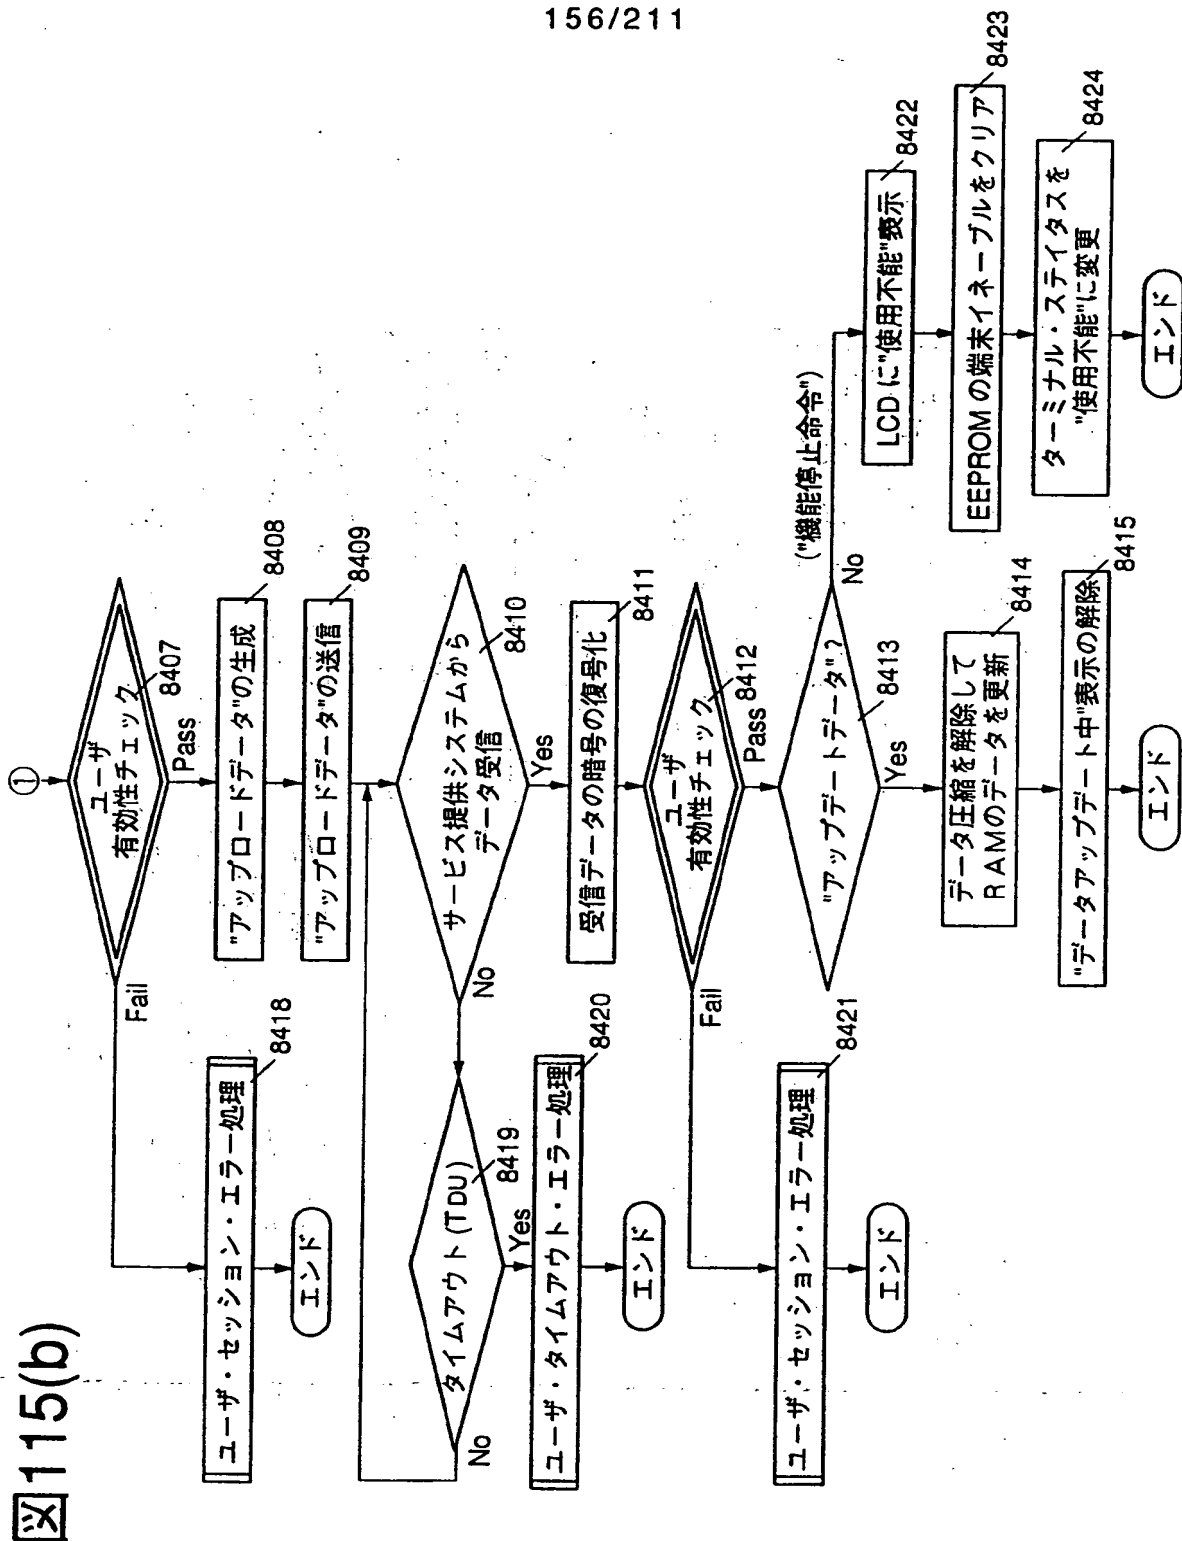 156/211
図115(b)
①
ユーザ
有効性チェック
8407
Fail
Pass
"アップロードデータ"の生成
8408
"アップロードデータ"の送信
8409
サービス提供システムから
データ受信
8410
No
Yes
受信データの暗号の復号化
8411
ユーザ
有効性チェック
8412
Fail
Pass
"アップデートデータ"?
8413
Yes
No
("機能停止命令")
データ圧縮を解除して
RAMのデータを更新
8414
"データアップデート中"表示の解除
8415
エンド
ユーザ・セッション・エラー処理
8418
エンド
タイムアウト(TDU)
8419
No
Yes
ユーザ・タイムアウト・エラー処理
8420
エンド
ユーザ・セッション・エラー処理
8421
エンド
LCDに"使用不能"表示
8422
EEPROMの端末イネーブルをクリア
8423
ターミナル・ステイタスを
"使用不能"に変更
8424
エンド